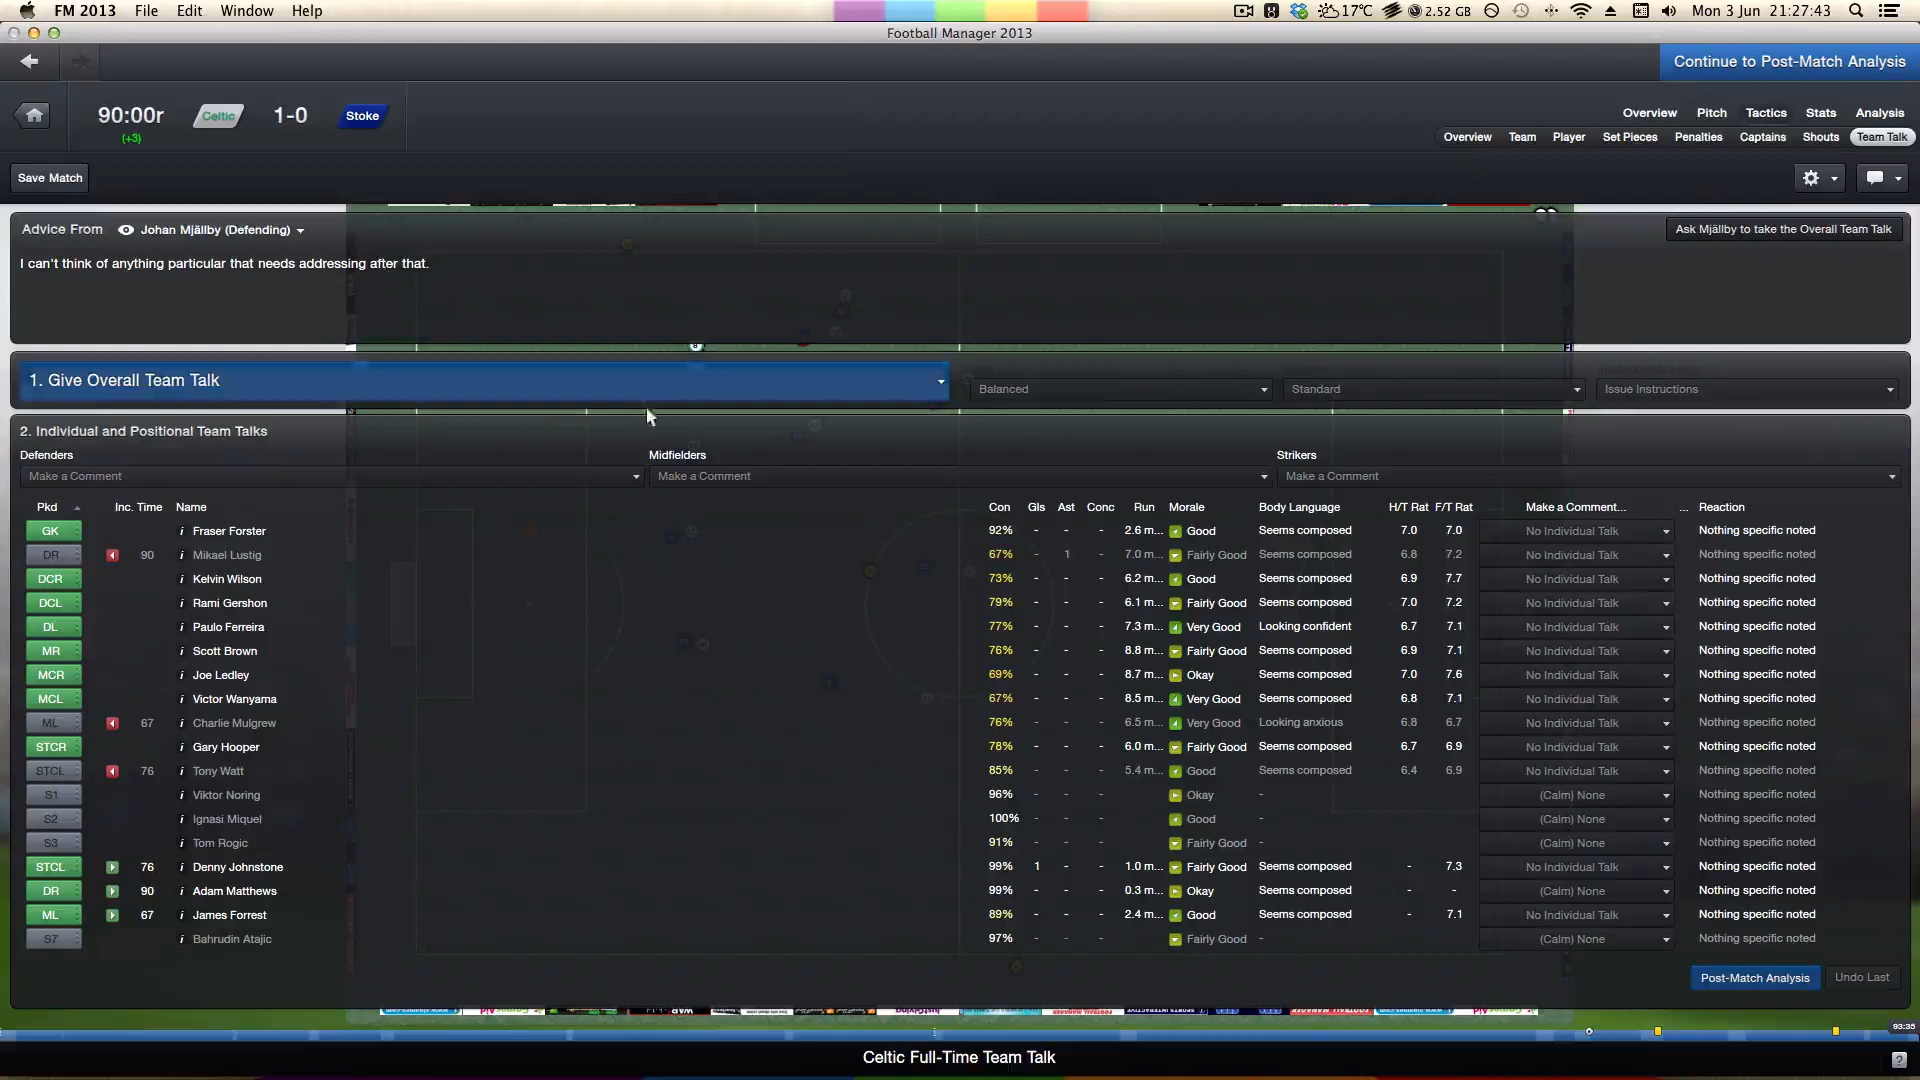 FM 2013 File Edit Window Help 17°C 2.52 GB Mon 3 Jun 21:27:43
Football Manager 2013
Continue to Post-Match Analysis
90:00r Celtic 1-0 Stoke
(+3)
Overview Pitch Tactics Stats Analysis
Overview Team Player Set Pieces Penalties Captains Shouts Team Talk
Save Match
Advice From Johan Mjällby (Defending)
Ask Mjällby to take the Overall Team Talk
I can't think of anything particular that needs addressing after that.
1. Give Overall Team Talk Balanced Standard Issue Instructions
2. Individual and Positional Team Talks
Defenders Midfielders Strikers
Make a Comment Make a Comment Make a Comment
Pkd Inc. Time Name Con Gls Ast Conc Run Morale Body Language H/T Rat F/T Rat Make a Comment... ... Reaction
GK i Fraser Forster 92% - - - 2.6 m... Good Seems composed 7.0 7.0 No Individual Talk Nothing specific noted
DR 90 i Mikael Lustig 67% - 1 - 7.0 m... Fairly Good Seems composed 6.8 7.2 No Individual Talk Nothing specific noted
DCR i Kelvin Wilson 73% - - - 6.2 m... Good Seems composed 6.9 7.7 No Individual Talk Nothing specific noted
DCL i Rami Gershon 79% - - - 6.1 m... Fairly Good Seems composed 7.0 7.2 No Individual Talk Nothing specific noted
DL i Paulo Ferreira 77% - - - 7.3 m... Very Good Looking confident 6.7 7.1 No Individual Talk Nothing specific noted
MR i Scott Brown 76% - - - 8.8 m... Fairly Good Seems composed 6.9 7.1 No Individual Talk Nothing specific noted
MCR i Joe Ledley 69% - - - 8.7 m... Okay Seems composed 7.0 7.6 No Individual Talk Nothing specific noted
MCL i Victor Wanyama 67% - - - 8.5 m... Very Good Seems composed 6.8 7.1 No Individual Talk Nothing specific noted
ML 67 i Charlie Mulgrew 76% - - - 6.5 m... Very Good Looking anxious 6.8 6.7 No Individual Talk Nothing specific noted
STCR i Gary Hooper 78% - - - 6.0 m... Fairly Good Seems composed 6.7 6.9 No Individual Talk Nothing specific noted
STCL 76 i Tony Watt 85% - - - 5.4 m... Good Seems composed 6.4 6.9 No Individual Talk Nothing specific noted
S1 i Viktor Noring 96% - - - Okay - (Calm) None Nothing specific noted
S2 i Ignasi Miquel 100% - - - Good - (Calm) None Nothing specific noted
S3 i Tom Rogic 91% - - - Fairly Good - (Calm) None Nothing specific noted
STCL 76 i Denny Johnstone 99% 1 - - 1.0 m... Fairly Good Seems composed - 7.3 No Individual Talk Nothing specific noted
DR 90 i Adam Matthews 99% - - - 0.3 m... Okay Seems composed - - (Calm) None Nothing specific noted
ML 67 i James Forrest 89% - - - 2.4 m... Good Seems composed - 7.1 No Individual Talk Nothing specific noted
S7 i Bahrudin Atajic 97% - - - Fairly Good - (Calm) None Nothing specific noted
Post-Match Analysis Undo Last
93:35
Celtic Full-Time Team Talk ?